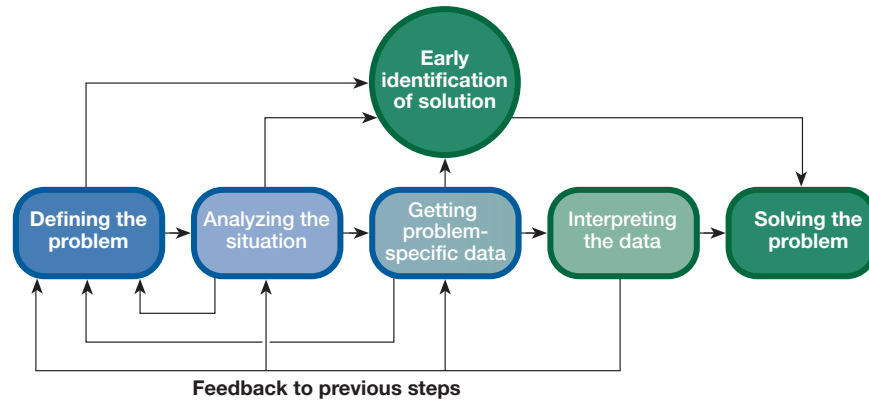 Early
identification
of solution
Defining the
problem
Analyzing the
situation
Getting
problem-
specific data
Interpreting
the data
Solving the
problem
Feedback to previous steps